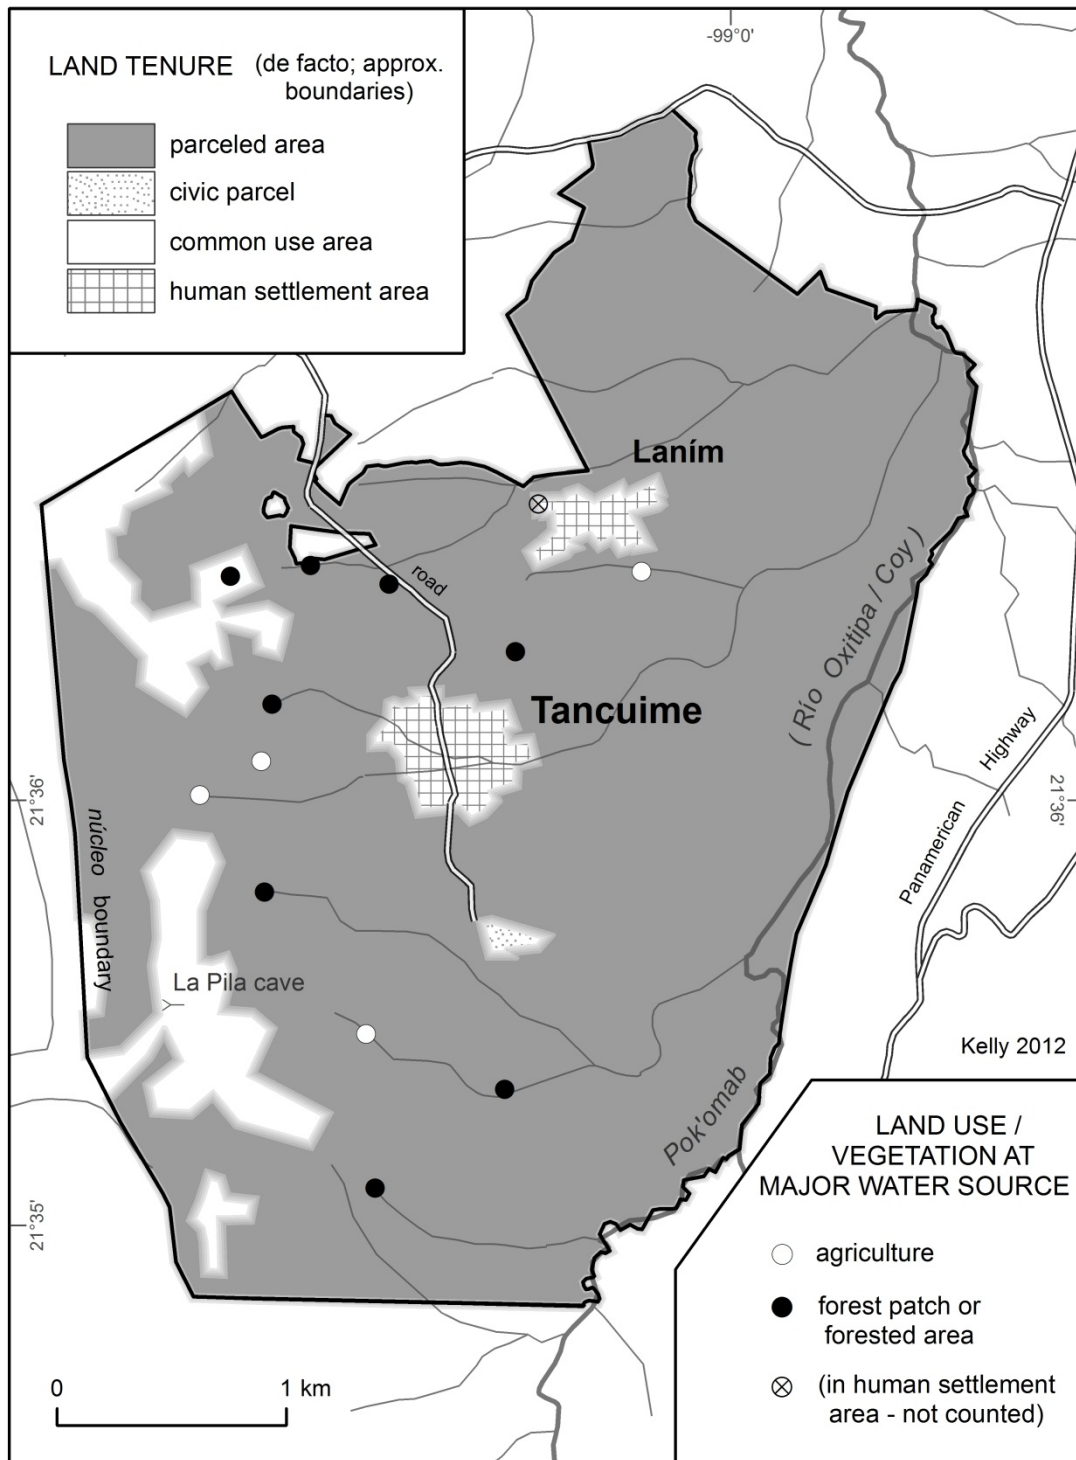 LAND TENURE (de facto; approx.
boundaries)
parceled area
civic parcel
common use area
human settlement area
-99°0'
Laním
road
Tancuime
( Río Oxitipa / Coy )
Pok'omab
Panamerican
Highway
21°36'
21°36'
núcleo boundary
La Pila cave
21°35'
Kelly 2012
LAND USE /
VEGETATION AT
MAJOR WATER SOURCE
agriculture
forest patch or
forested area
(in human settlement
area - not counted)
0 1 km